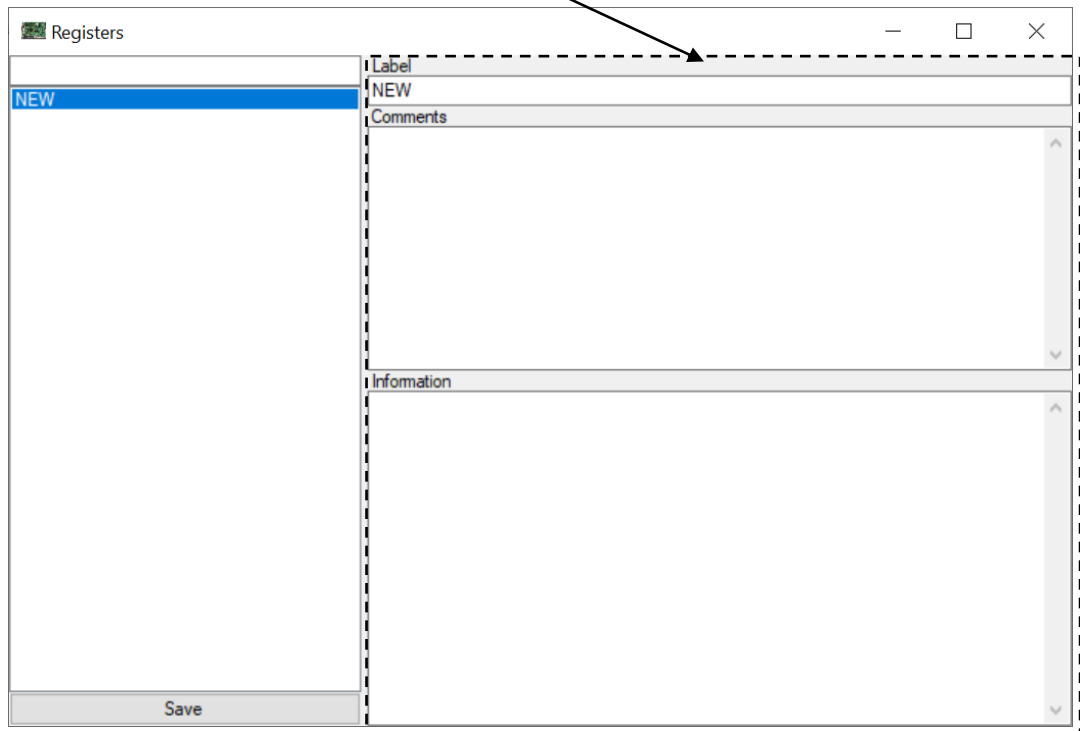 Registers
NEW
Save
Label
NEW
Comments
Information